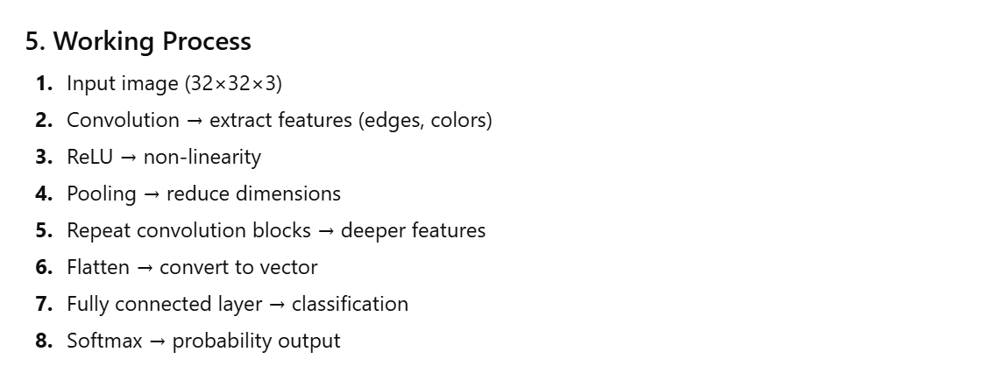 5. Working Process
1. Input image (32×32×3)
2. Convolution → extract features (edges, colors)
3. ReLU → non-linearity
4. Pooling → reduce dimensions
5. Repeat convolution blocks → deeper features
6. Flatten → convert to vector
7. Fully connected layer → classification
8. Softmax → probability output